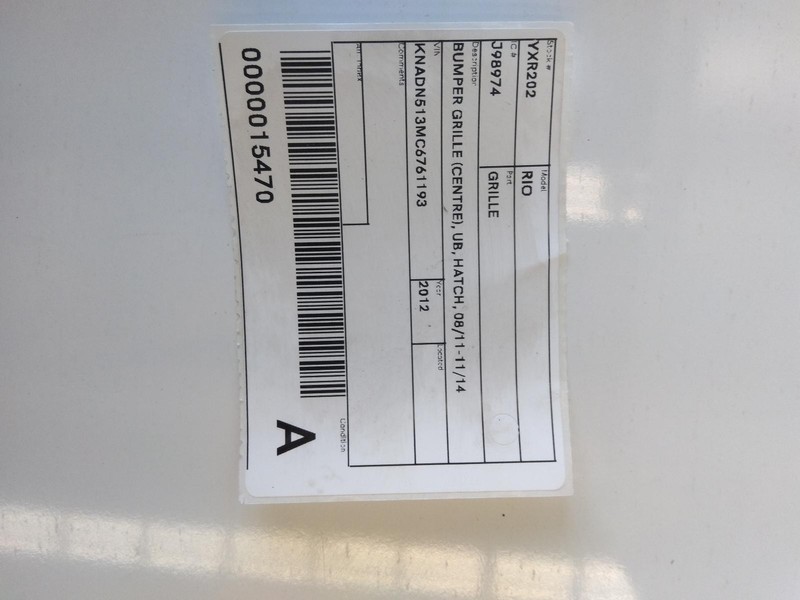 Stock # Model
YXR202 RIO
IC # Part
J98974 GRILLE
Description
BUMPER GRILLE (CENTRE), UB, HATCH, 08/11-11/14
VIN Year Located
KNADN513MC6761193 2012
Comments
Condition
A
0000015470